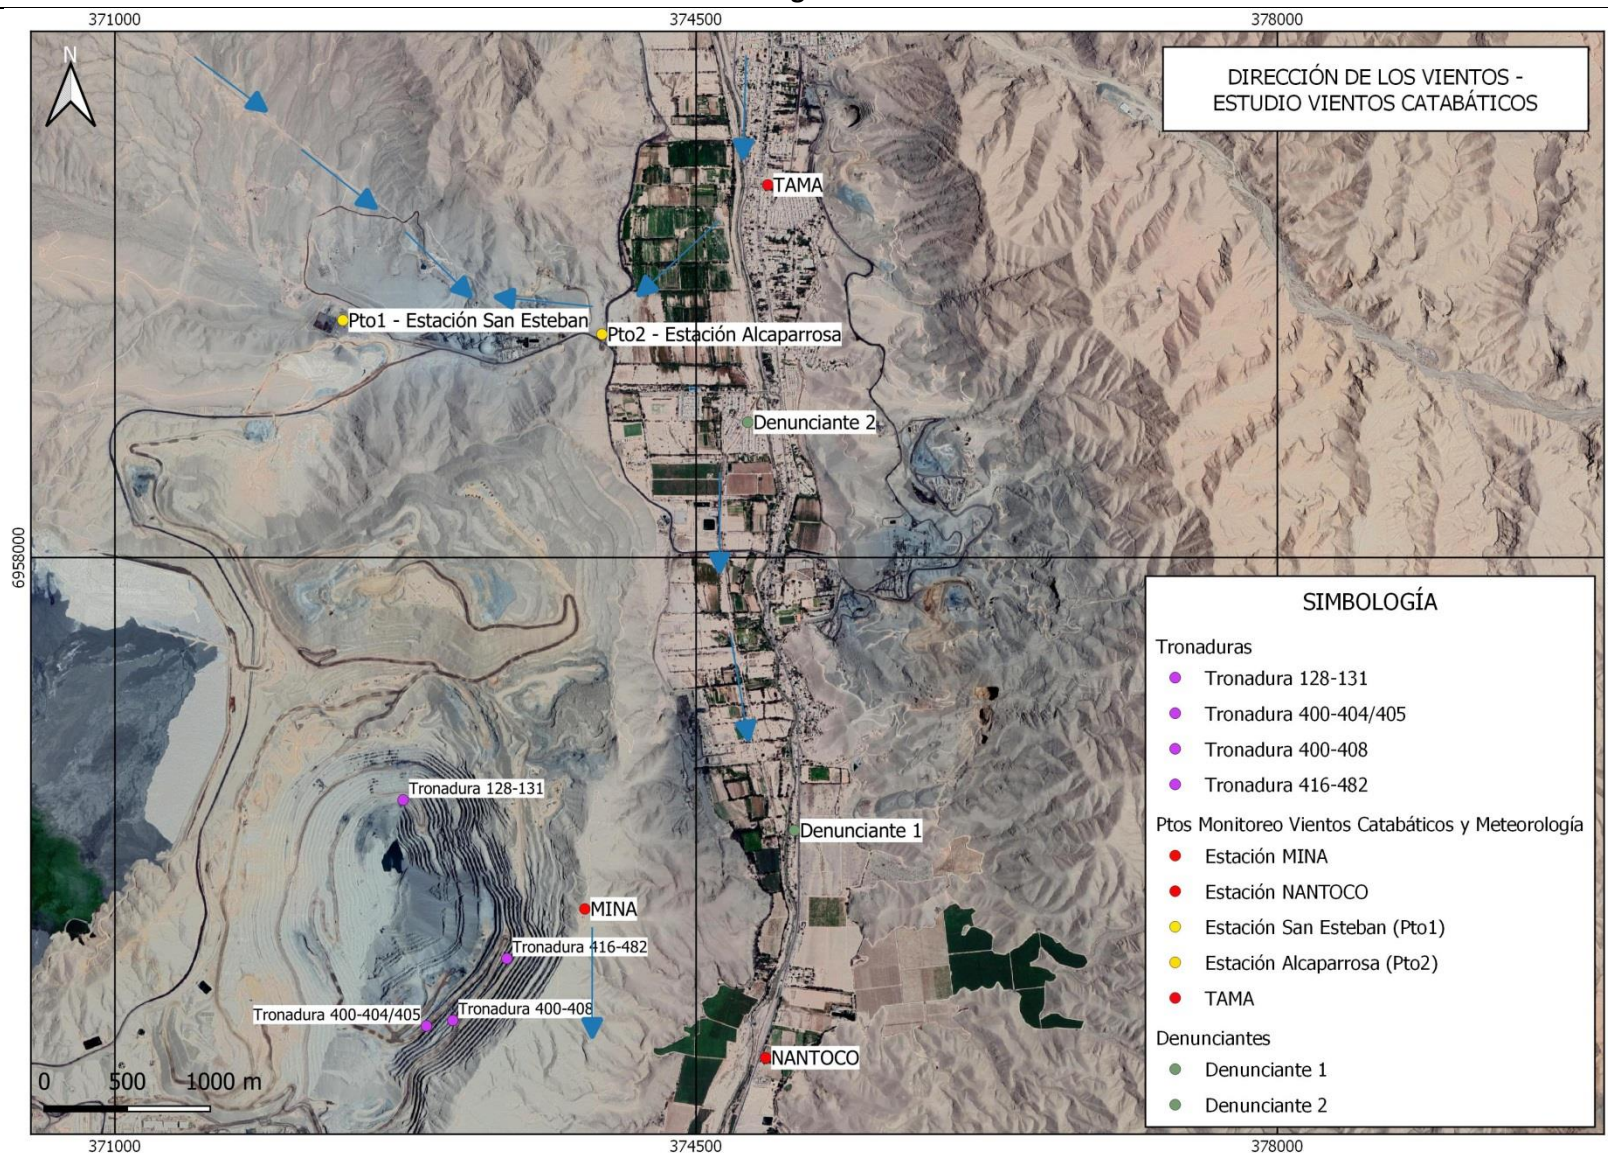 371000
374500
378000
N
DIRECCIÓN DE LOS VIENTOS -
ESTUDIO VIENTOS CATABÁTICOS
TAMA
Pto1 - Estación San Esteban
Pto2 - Estación Alcaparrosa
Denunciante 2
6958000
6958000
SIMBOLOGÍA
Tronaduras
Tronadura 128-131
Tronadura 400-404/405
Tronadura 400-408
Tronadura 416-482
Ptos Monitoreo Vientos Catabáticos y Meteorología
Estación MINA
Estación NANTOCO
Estación San Esteban (Pto1)
Estación Alcaparrosa (Pto2)
TAMA
Denunciantes
Denunciante 1
Denunciante 2
Tronadura 128-131
Denunciante 1
MINA
Tronadura 416-482
Tronadura 400-404/405
Tronadura 400-408
NANTOCO
0 500 1000 m
371000
374500
378000